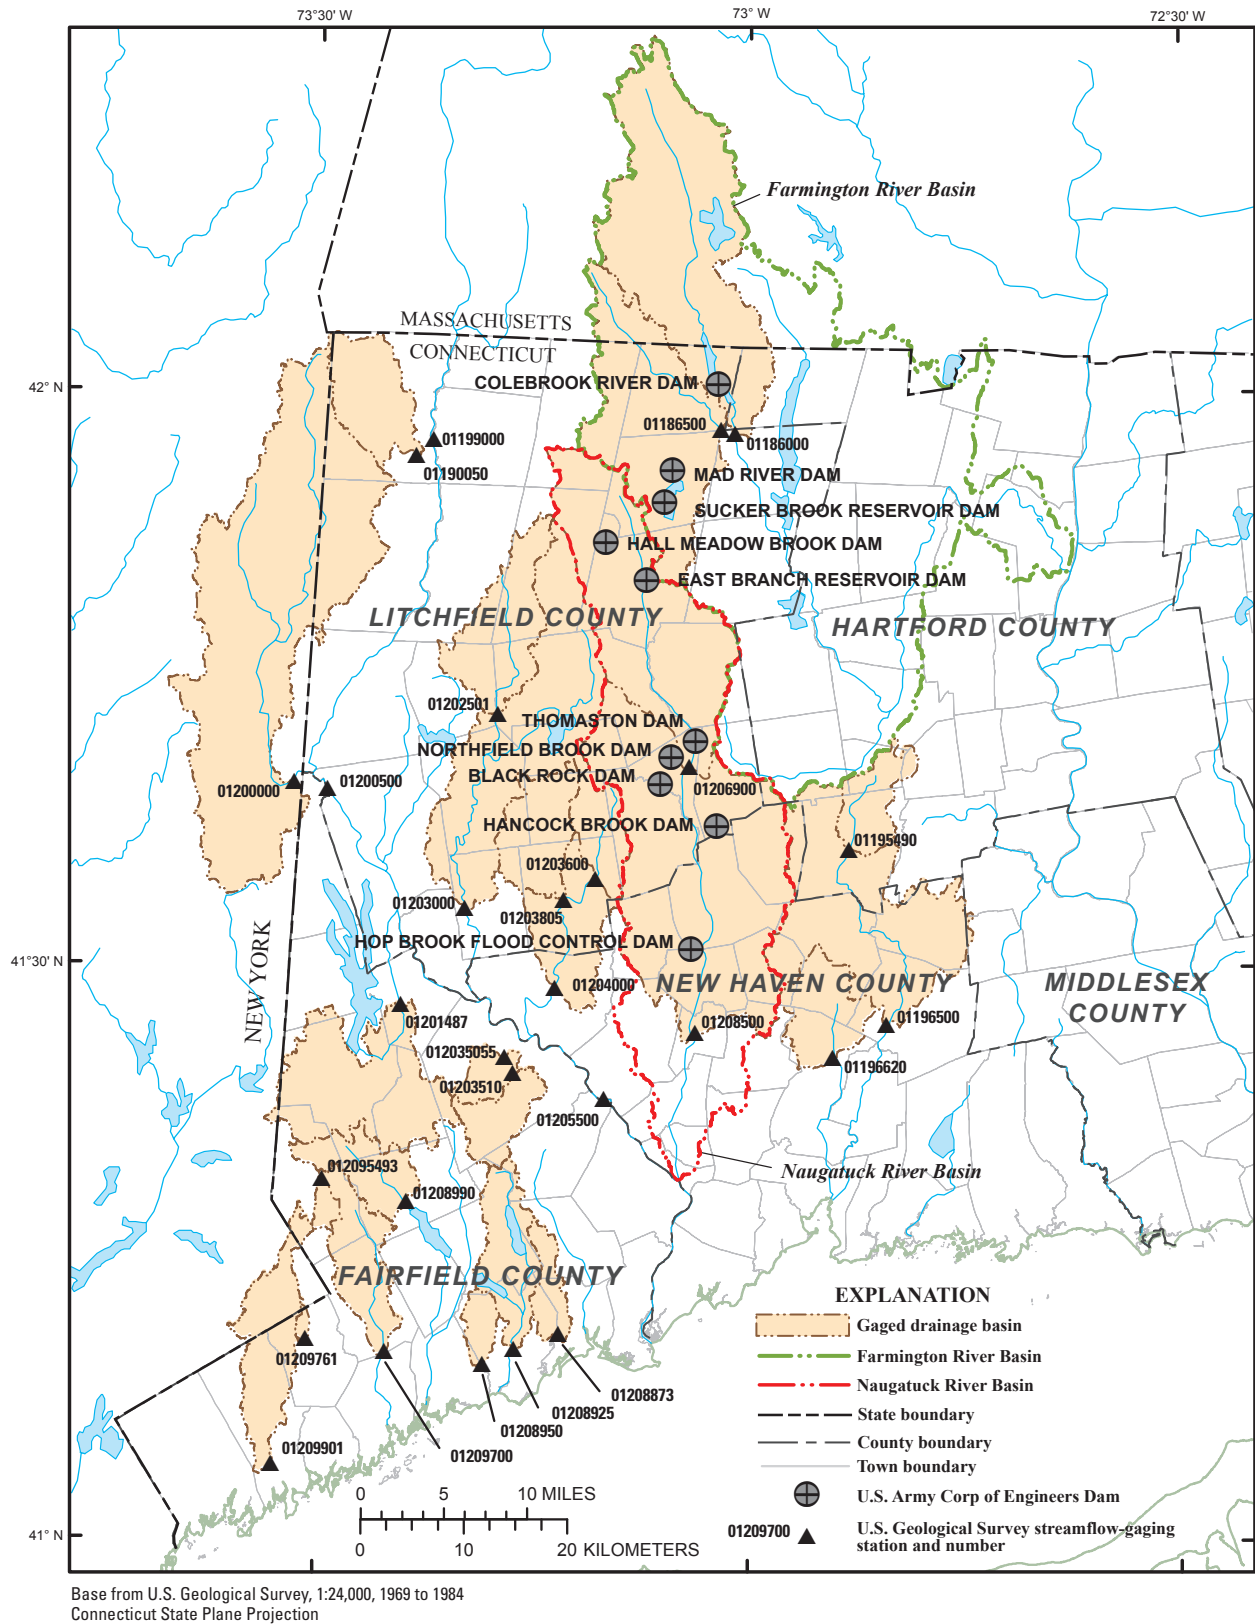 73°30' W
73° W
72°30' W
Farmington River Basin
MASSACHUSETTS
CONNECTICUT
42° N
COLEBROOK RIVER DAM
01186500
01186000
01199000
01190050
MAD RIVER DAM
SUCKER BROOK RESERVOIR DAM
HALL MEADOW BROOK DAM
EAST BRANCH RESERVOIR DAM
LITCHFIELD COUNTY
HARTFORD COUNTY
01202501
THOMASTON DAM
NORTHFIELD BROOK DAM
BLACK ROCK DAM
01206900
01200000
01200500
HANCOCK BROOK DAM
01195490
01203600
01203000
01203805
HOP BROOK FLOOD CONTROL DAM
41°30' N
NEW YORK
01204000
NEW HAVEN COUNTY
MIDDLESEX
COUNTY
01201487
01208500
01196500
012035055
01203510
01196620
01205500
Naugatuck River Basin
012095493
01208990
FAIRFIELD COUNTY
01209761
01208873
01208925
01208950
01209700
01209901
EXPLANATION
Gaged drainage basin
Farmington River Basin
Naugatuck River Basin
State boundary
County boundary
Town boundary
U.S. Army Corp of Engineers Dam
01209700
U.S. Geological Survey streamflow-gaging
station and number
0 5 10 MILES
0 10 20 KILOMETERS
41° N
Base from U.S. Geological Survey, 1:24,000, 1969 to 1984
Connecticut State Plane Projection